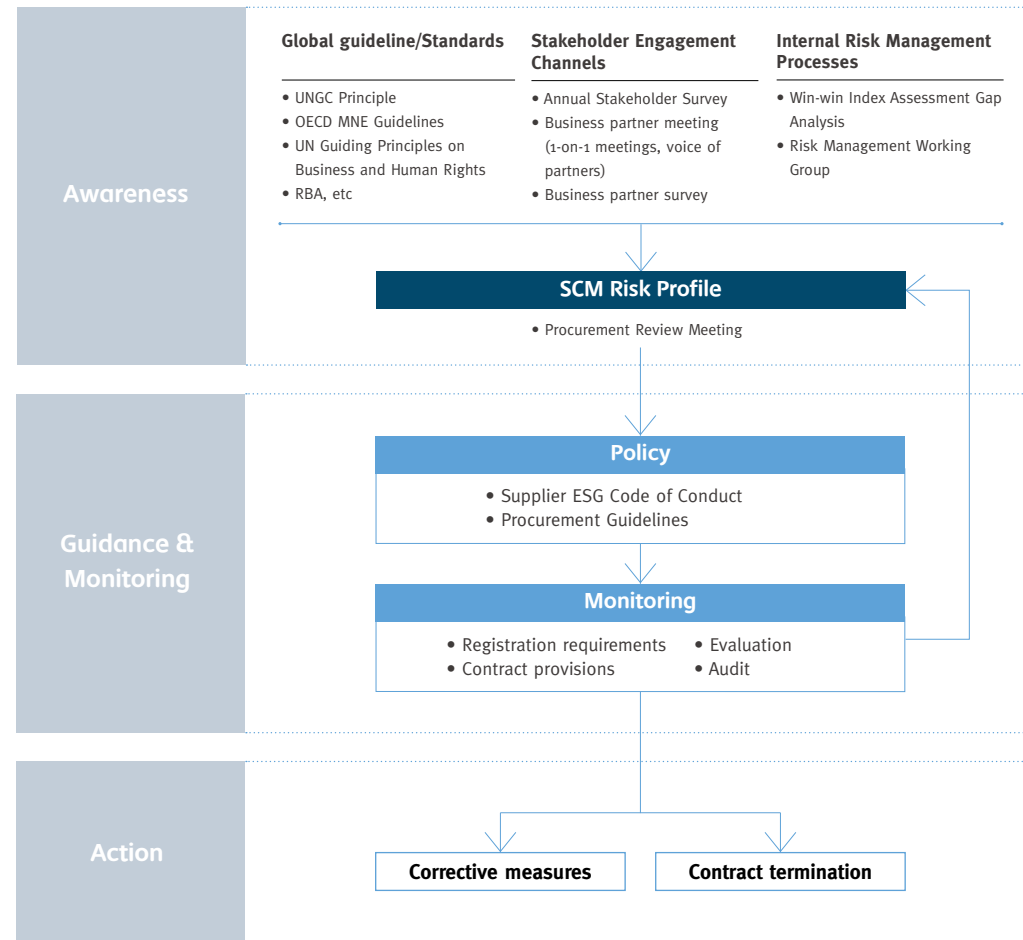 Awareness
Global guideline/Standards
• UNGC Principle
• OECD MNE Guidelines
• UN Guiding Principles on
Business and Human Rights
• RBA, etc
Stakeholder Engagement
Channels
• Annual Stakeholder Survey
• Business partner meeting
(1-on-1 meetings, voice of
partners)
• Business partner survey
Internal Risk Management
Processes
• Win-win Index Assessment Gap
Analysis
• Risk Management Working
Group
SCM Risk Profile
• Procurement Review Meeting
Guidance &
Monitoring
Policy
• Supplier ESG Code of Conduct
• Procurement Guidelines
Monitoring
• Registration requirements
• Contract provisions
• Evaluation
• Audit
Action
Corrective measures
Contract termination